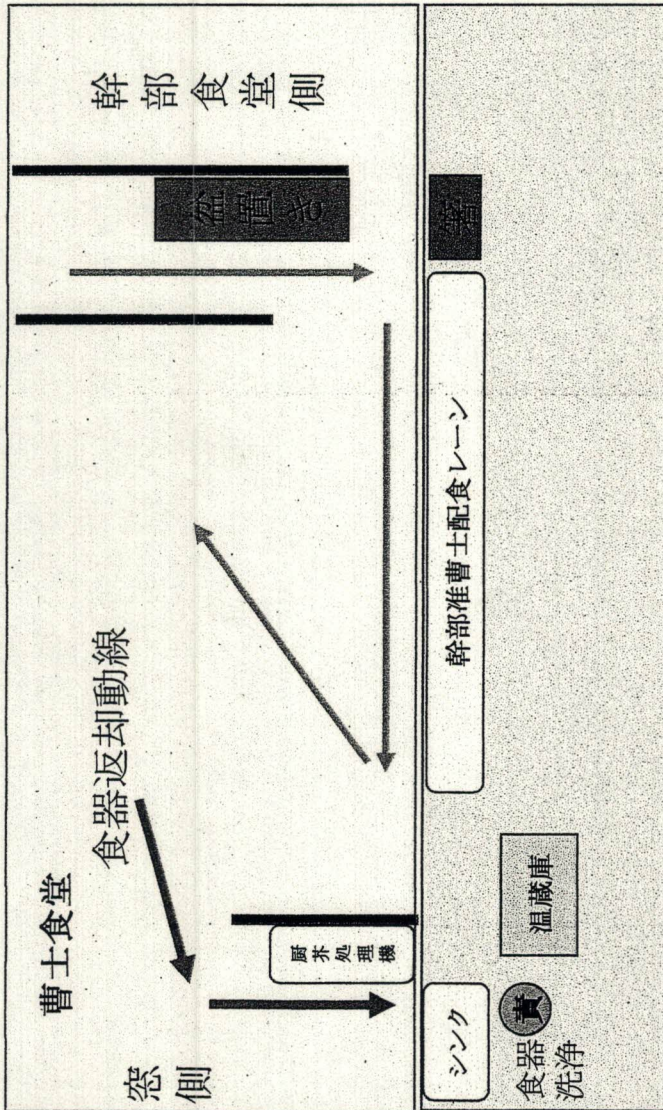 幹部食堂側
盆置き
箸
食器返却動線
曹士食堂
幹部准曹士配食レーン
厨芥処理機
温蔵庫
窓側
シンク
責
食器
洗浄